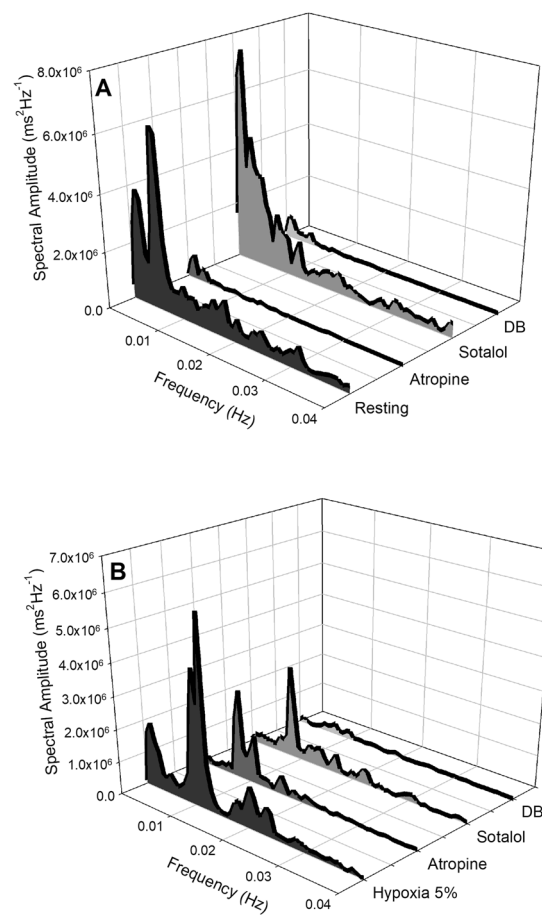 A
Spectral Amplitude (ms²Hz⁻¹)
8.0x10⁶
6.0x10⁶
4.0x10⁶
2.0x10⁶
0.0
0.01
0.02
0.03
0.04
Frequency (Hz)
DB
Sotalol
Atropine
Resting
B
Spectral Amplitude (ms²Hz⁻¹)
7.0x10⁶
6.0x10⁶
5.0x10⁶
4.0x10⁶
3.0x10⁶
2.0x10⁶
1.0x10⁶
0.0
0.01
0.02
0.03
0.04
Frequency (Hz)
DB
Sotalol
Atropine
Hypoxia 5%